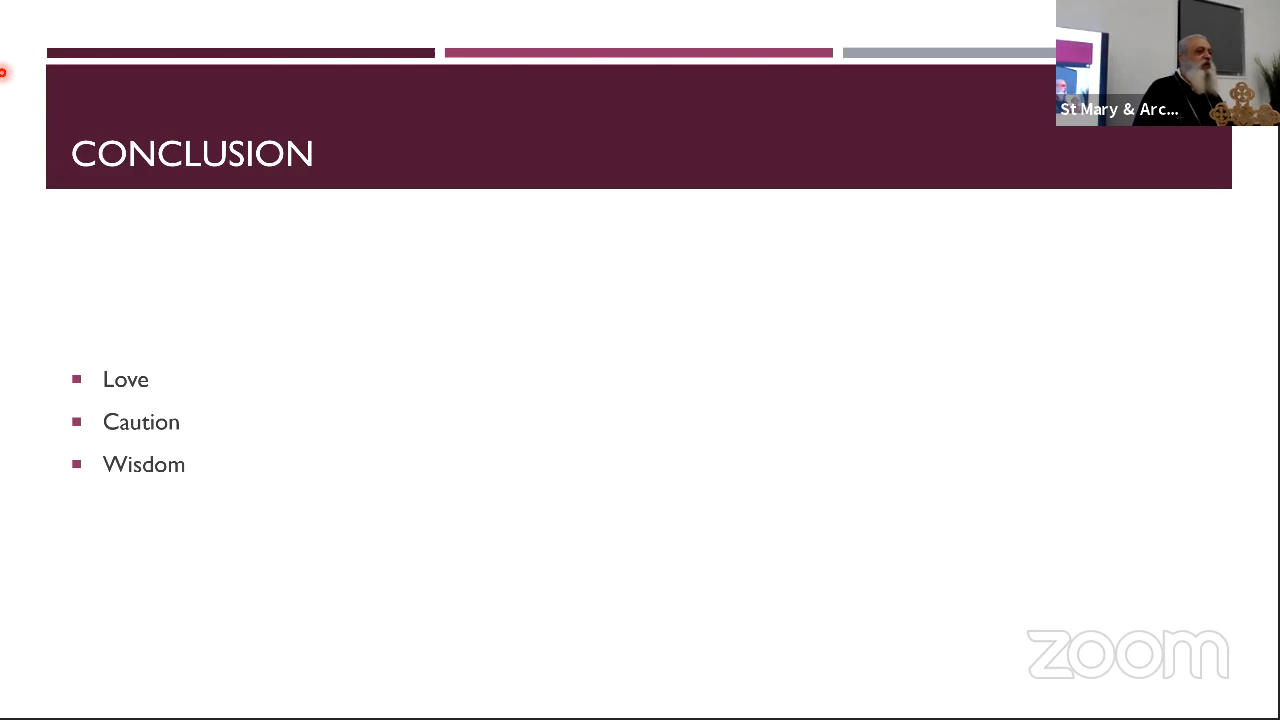 St Mary & Arc...
CONCLUSION
Love
Caution
Wisdom
zoom